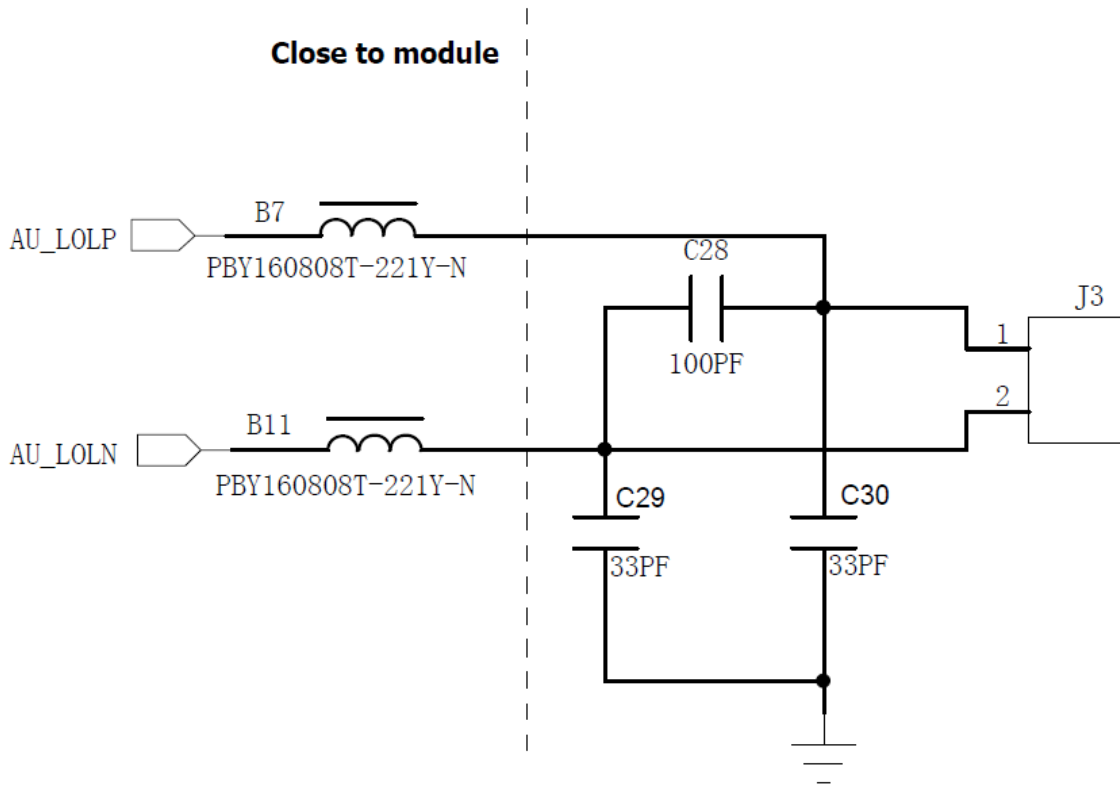 Close to module
B7
AU_LOLP
PBY160808T-221Y-N
C28
100PF
J3
1
2
B11
AU_LOLN
PBY160808T-221Y-N
C29
33PF
C30
33PF